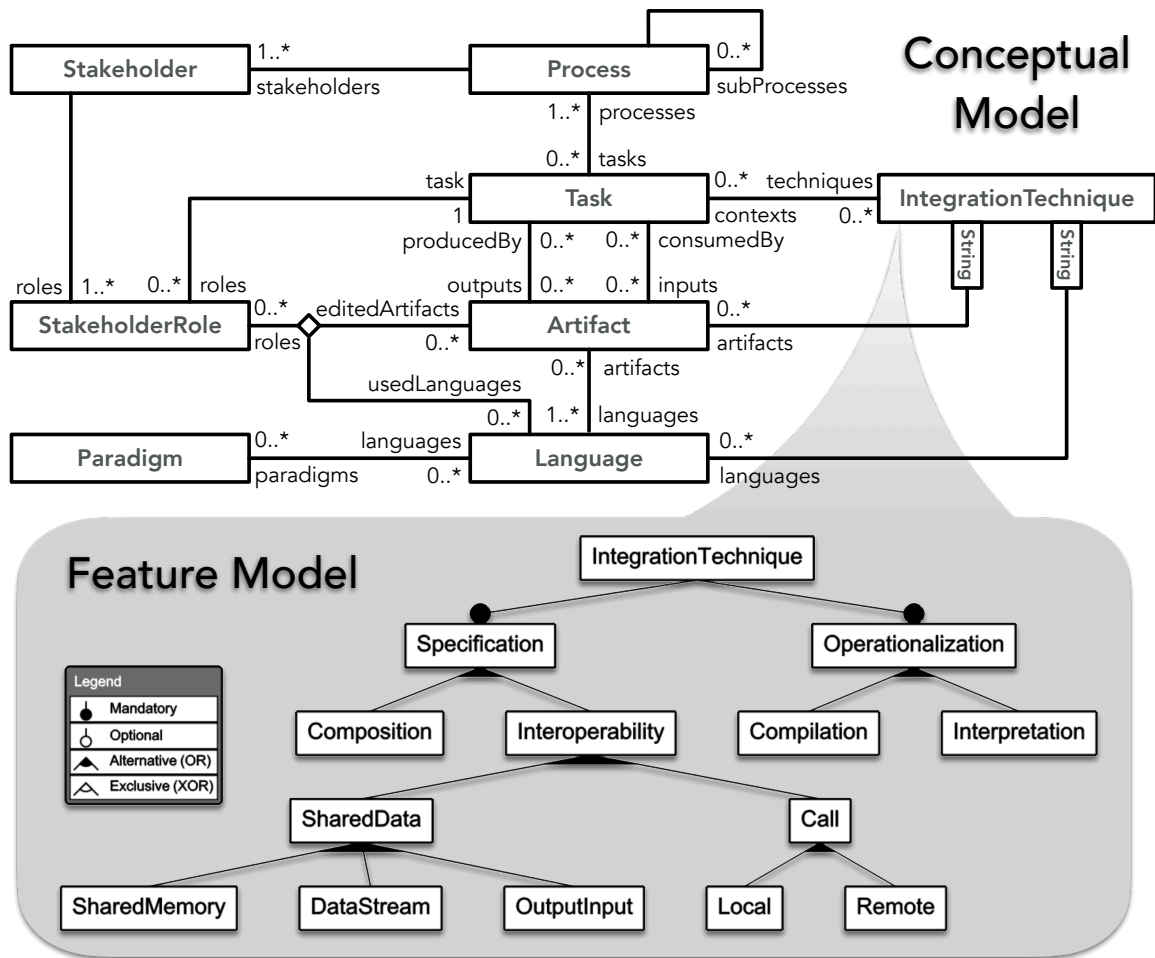 1..*
0..*
Stakeholder
Process
Conceptual
Model
stakeholders
subProcesses
1..*
processes
0..*
tasks
task
0..*
techniques
Task
IntegrationTechnique
1
contexts
0..*
producedBy
0..*
0..*
consumedBy
String
String
roles
1..*
0..*
roles
outputs
0..*
0..*
inputs
0..*
editedArtifacts
0..*
StakeholderRole
Artifact
roles
0..*
artifacts
0..*
artifacts
usedLanguages
0..*
1..*
languages
0..*
languages
0..*
Paradigm
Language
paradigms
0..*
languages
Feature Model
IntegrationTechnique
Specification
Operationalization
Legend
Mandatory
Optional
Alternative (OR)
Exclusive (XOR)
Composition
Interoperability
Compilation
Interpretation
SharedData
Call
SharedMemory
DataStream
OutputInput
Local
Remote